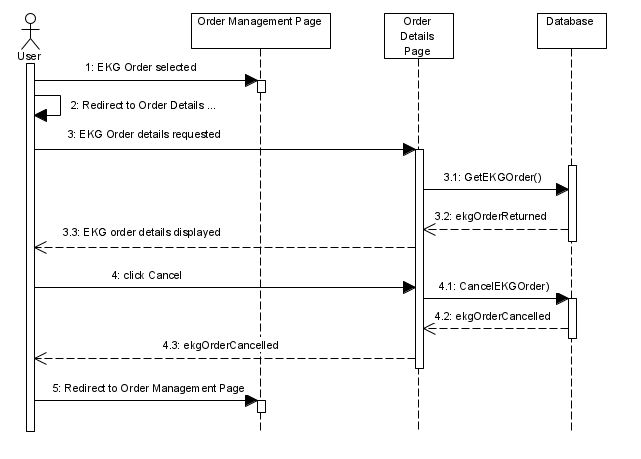 Order Management Page
Order
Details
Page
Database
User
1: EKG Order selected
2: Redirect to Order Details ...
3: EKG Order details requested
3.1: GetEKGOrder()
3.2: ekgOrderReturned
3.3: EKG order details displayed
4: click Cancel
4.1: CancelEKGOrder)
4.2: ekgOrderCancelled
4.3: ekgOrderCancelled
5: Redirect to Order Management Page